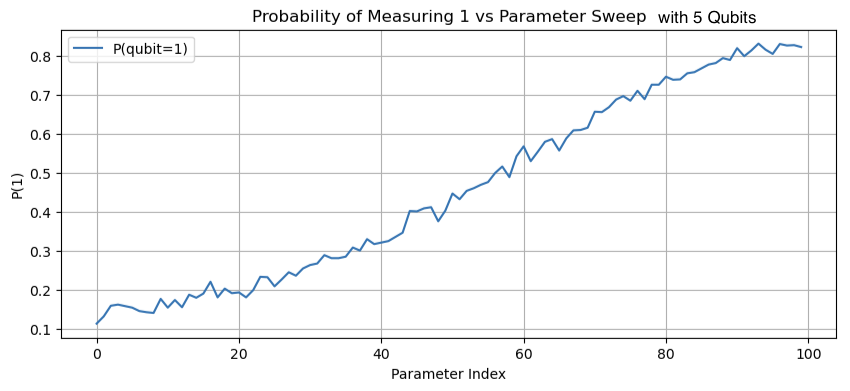 Probability of Measuring 1 vs Parameter Sweep with 5 Qubits
P(qubit=1)
0.8
0.7
0.6
0.5
0.4
0.3
0.2
0.1
P(1)
0 20 40 60 80 100
Parameter Index